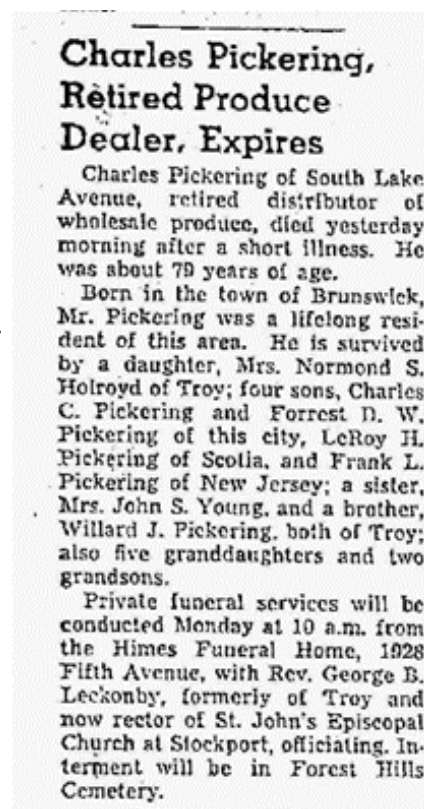 Charles Pickering,
Retired Produce
Dealer, Expires
Charles Pickering of South Lake
Avenue, retired distributor of
wholesale produce, died yesterday
morning after a short illness. He
was about 79 years of age.
Born in the town of Brunswick,
Mr. Pickering was a lifelong resi-
dent of this area. He is survived
by a daughter, Mrs. Normond S.
Holroyd of Troy; four sons, Charles
C. Pickering and Forrest D. W.
Pickering of this city, LeRoy H.
Pickering of Scotia, and Frank L.
Pickering of New Jersey; a sister,
Mrs. John S. Young, and a brother,
Willard J. Pickering, both of Troy;
also five granddaughters and two
grandsons.
Private funeral services will be
conducted Monday at 10 a.m. from
the Himes Funeral Home, 1928
Fifth Avenue, with Rev. George B.
Leckonby, formerly of Troy and
now rector of St. John's Episcopal
Church at Stockport, officiating. In-
terment will be in Forest Hills
Cemetery.